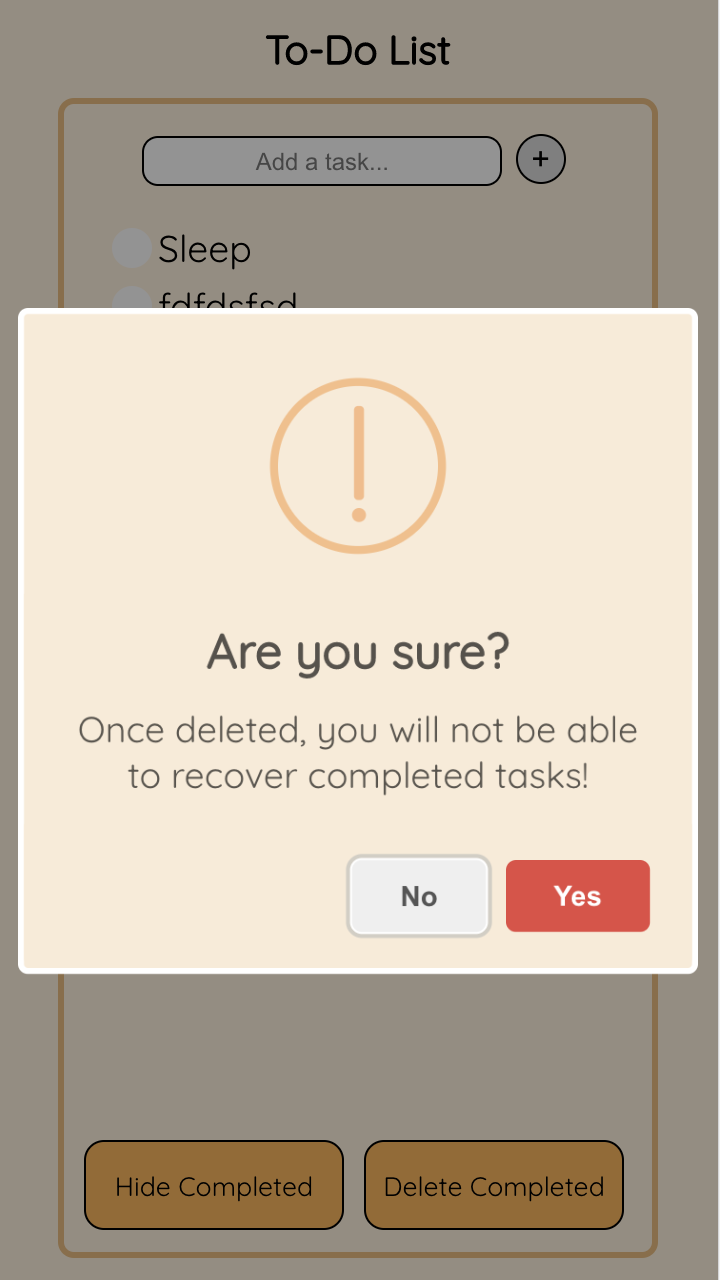 To-Do List
Add a task...
+
Sleep
fdfdsfsd
Are you sure?
Once deleted, you will not be able
to recover completed tasks!
No
Yes
Hide Completed
Delete Completed